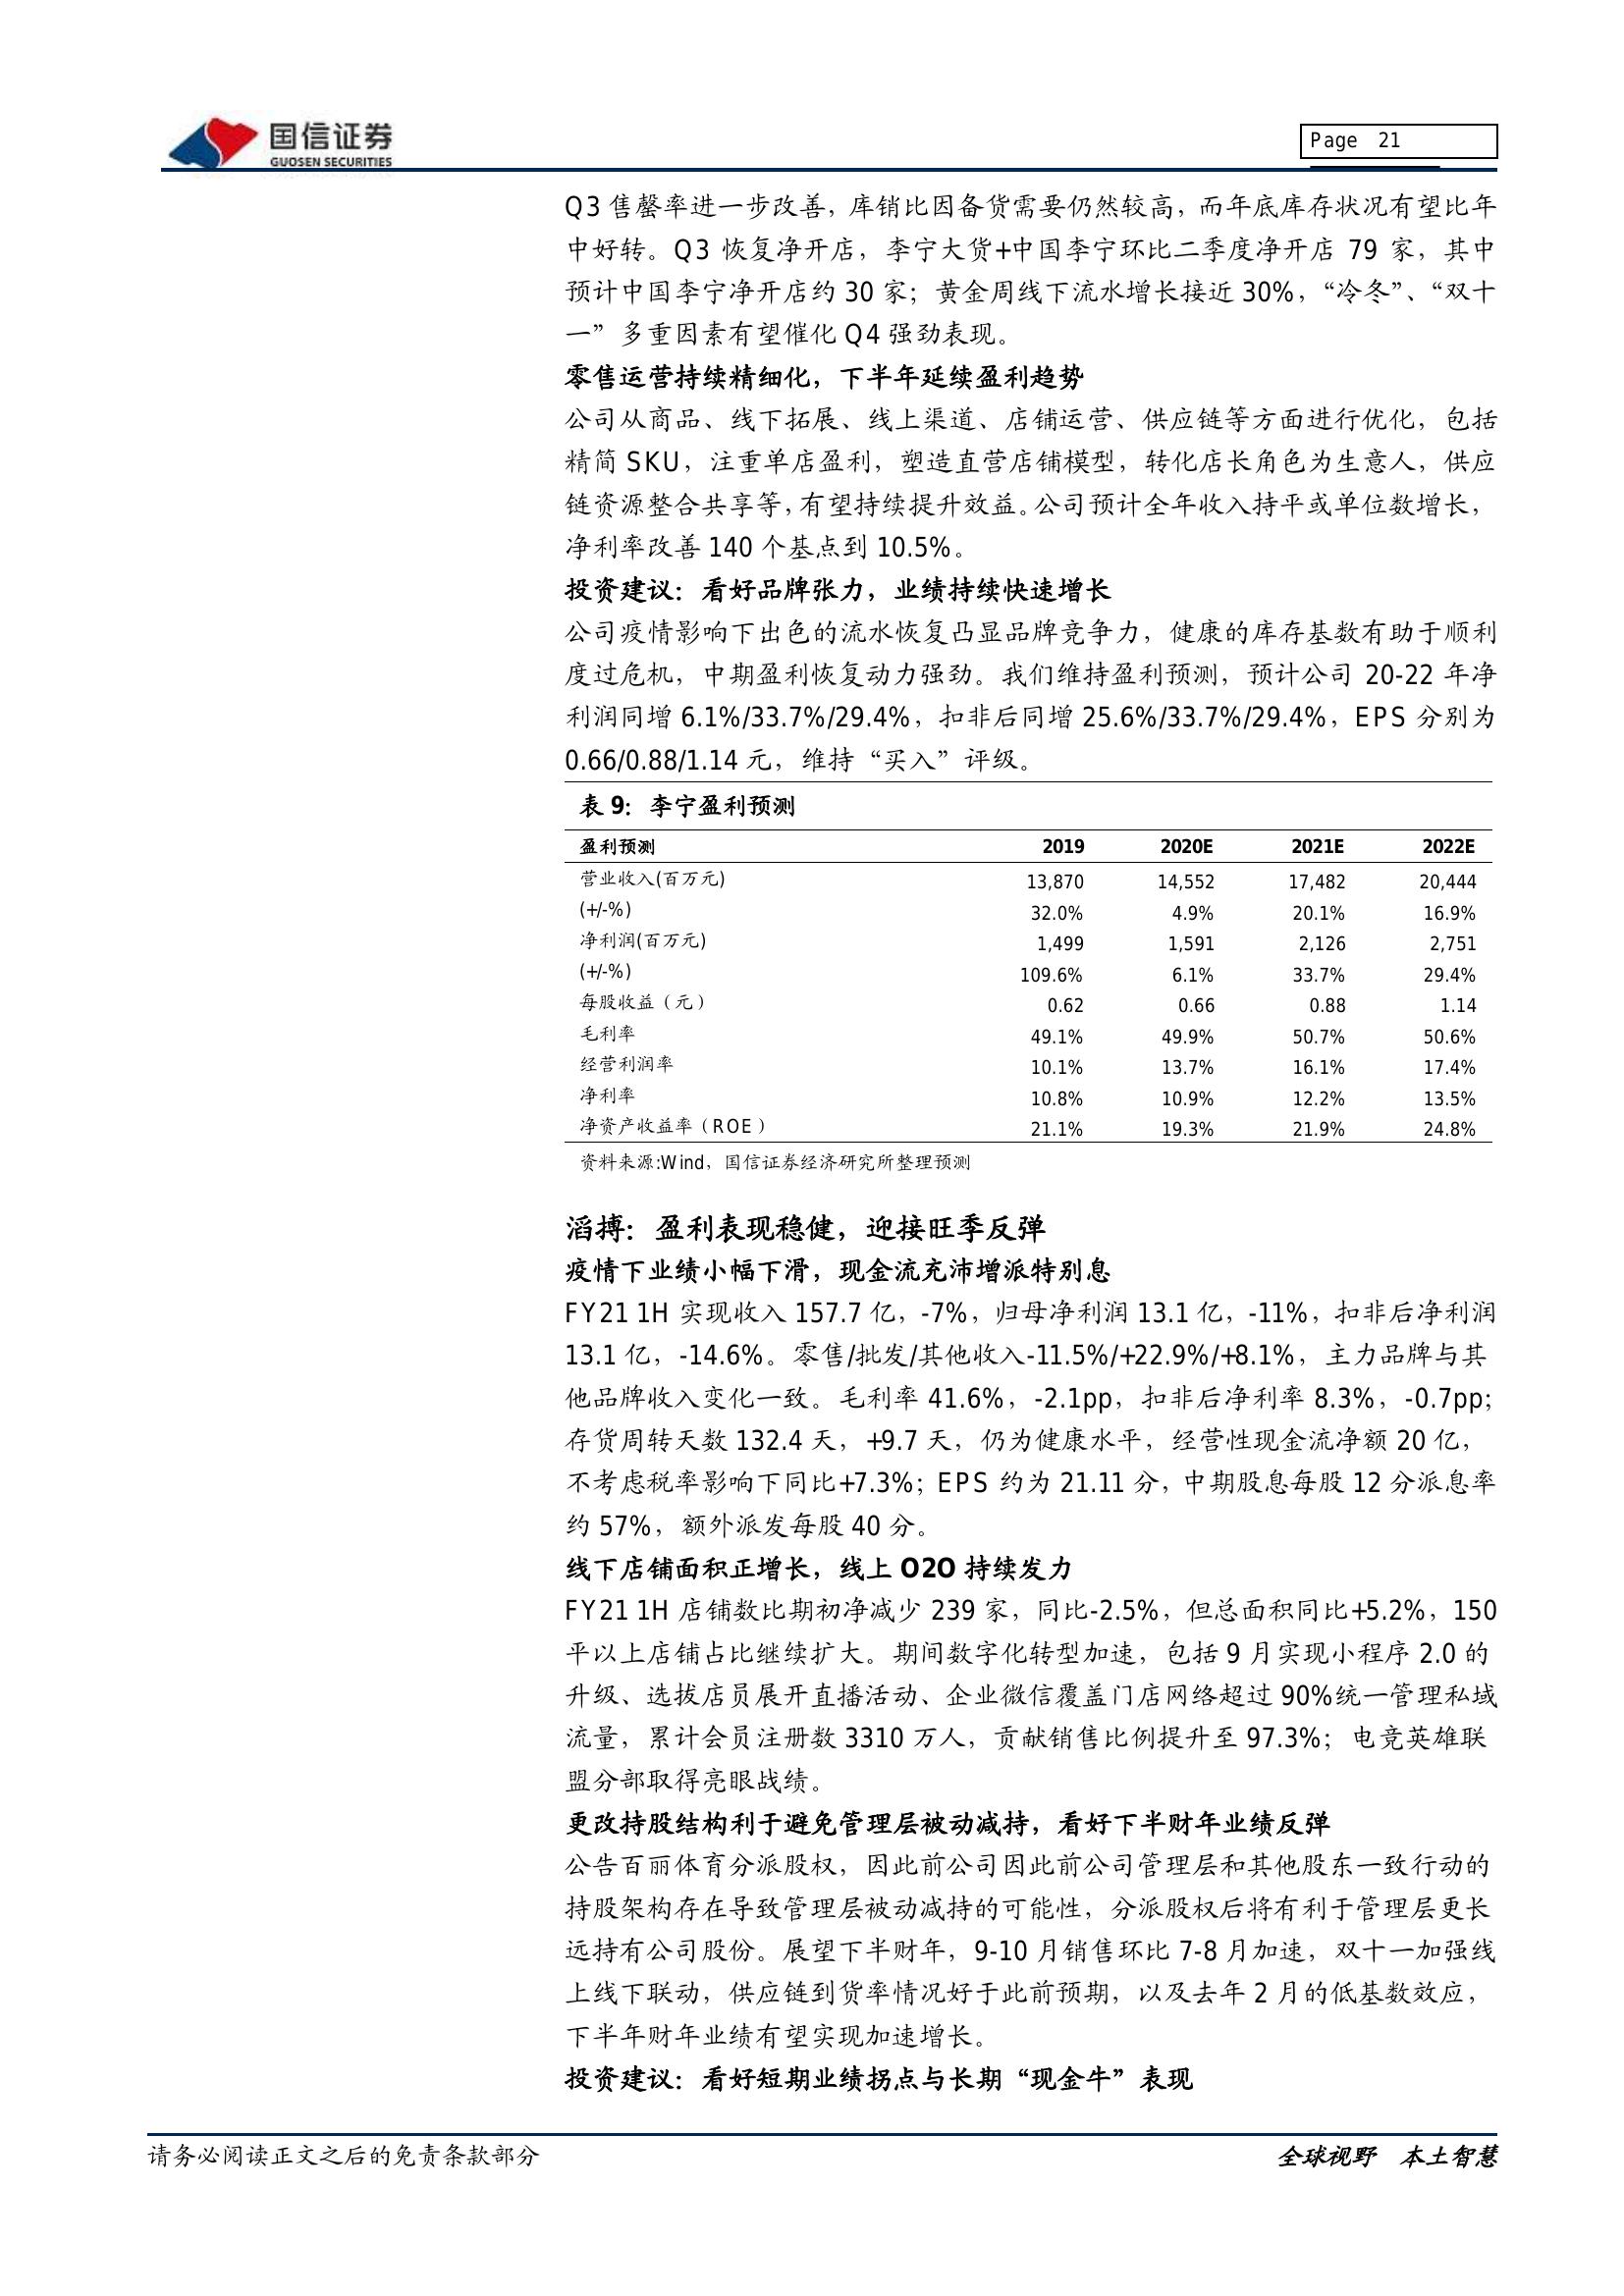 国信证券
GUOSEN SECURITIES
Page 21
Q3 售罄率进一步改善，库销比因备货需要仍然较高，而年底库存状况有望比年
中好转。Q3 恢复净开店，李宁大货+中国李宁环比二季度净开店 79 家，其中
预计中国李宁净开店约 30 家；黄金周线下流水增长接近 30%，“冷冬”、“双十
一”多重因素有望催化 Q4 强劲表现。
零售运营持续精细化，下半年延续盈利趋势
公司从商品、线下拓展、线上渠道、店铺运营、供应链等方面进行优化，包括
精简 SKU，注重单店盈利，塑造直营店铺模型，转化店长角色为生意人，供应
链资源整合共享等，有望持续提升效益。公司预计全年收入持平或单位数增长，
净利率改善 140 个基点到 10.5%。
投资建议：看好品牌张力，业绩持续快速增长
公司疫情影响下出色的流水恢复凸显品牌竞争力，健康的库存基数有助于顺利
度过危机，中期盈利恢复动力强劲。我们维持盈利预测，预计公司 20-22 年净
利润同增 6.1%/33.7%/29.4%，扣非后同增 25.6%/33.7%/29.4%，EPS 分别为
0.66/0.88/1.14 元，维持“买入”评级。
表 9：李宁盈利预测
盈利预测 2019 2020E 2021E 2022E
营业收入(百万元) 13,870 14,552 17,482 20,444
(+/-%) 32.0% 4.9% 20.1% 16.9%
净利润(百万元) 1,499 1,591 2,126 2,751
(+/-%) 109.6% 6.1% 33.7% 29.4%
每股收益（元） 0.62 0.66 0.88 1.14
毛利率 49.1% 49.9% 50.7% 50.6%
经营利润率 10.1% 13.7% 16.1% 17.4%
净利率 10.8% 10.9% 12.2% 13.5%
净资产收益率（ROE） 21.1% 19.3% 21.9% 24.8%
资料来源:Wind，国信证券经济研究所整理预测
滔搏：盈利表现稳健，迎接旺季反弹
疫情下业绩小幅下滑，现金流充沛增派特别息
FY21 1H 实现收入 157.7 亿，-7%，归母净利润 13.1 亿，-11%，扣非后净利润
13.1 亿，-14.6%。零售/批发/其他收入-11.5%/+22.9%/+8.1%，主力品牌与其
他品牌收入变化一致。毛利率 41.6%，-2.1pp，扣非后净利率 8.3%，-0.7pp；
存货周转天数 132.4 天，+9.7 天，仍为健康水平，经营性现金流净额 20 亿，
不考虑税率影响下同比+7.3%；EPS 约为 21.11 分，中期股息每股 12 分派息率
约 57%，额外派发每股 40 分。
线下店铺面积正增长，线上 O2O 持续发力
FY21 1H 店铺数比期初净减少 239 家，同比-2.5%，但总面积同比+5.2%，150
平以上店铺占比继续扩大。期间数字化转型加速，包括 9 月实现小程序 2.0 的
升级、选拔店员展开直播活动、企业微信覆盖门店网络超过 90%统一管理私域
流量，累计会员注册数 3310 万人，贡献销售比例提升至 97.3%；电竞英雄联
盟分部取得亮眼战绩。
更改持股结构利于避免管理层被动减持，看好下半财年业绩反弹
公告百丽体育分派股权，因此前公司因此前公司管理层和其他股东一致行动的
持股架构存在导致管理层被动减持的可能性，分派股权后将有利于管理层更长
远持有公司股份。展望下半财年，9-10 月销售环比 7-8 月加速，双十一加强线
上线下联动，供应链到货率情况好于此前预期，以及去年 2 月的低基数效应，
下半年财年业绩有望实现加速增长。
投资建议：看好短期业绩拐点与长期“现金牛”表现
请务必阅读正文之后的免责条款部分
全球视野 本土智慧